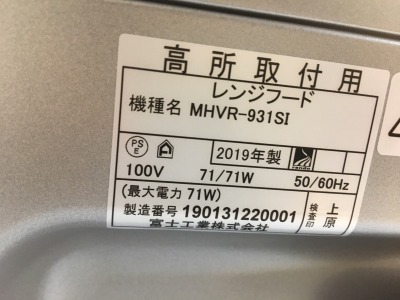 高所取付用
レンジフード
機種名 MHVR-931SI
PS E 2019年製
100V 71/71W 50/60Hz
(最大電力 71W)
製造番号 190131220001
富士工業株式会社
検査印 上原